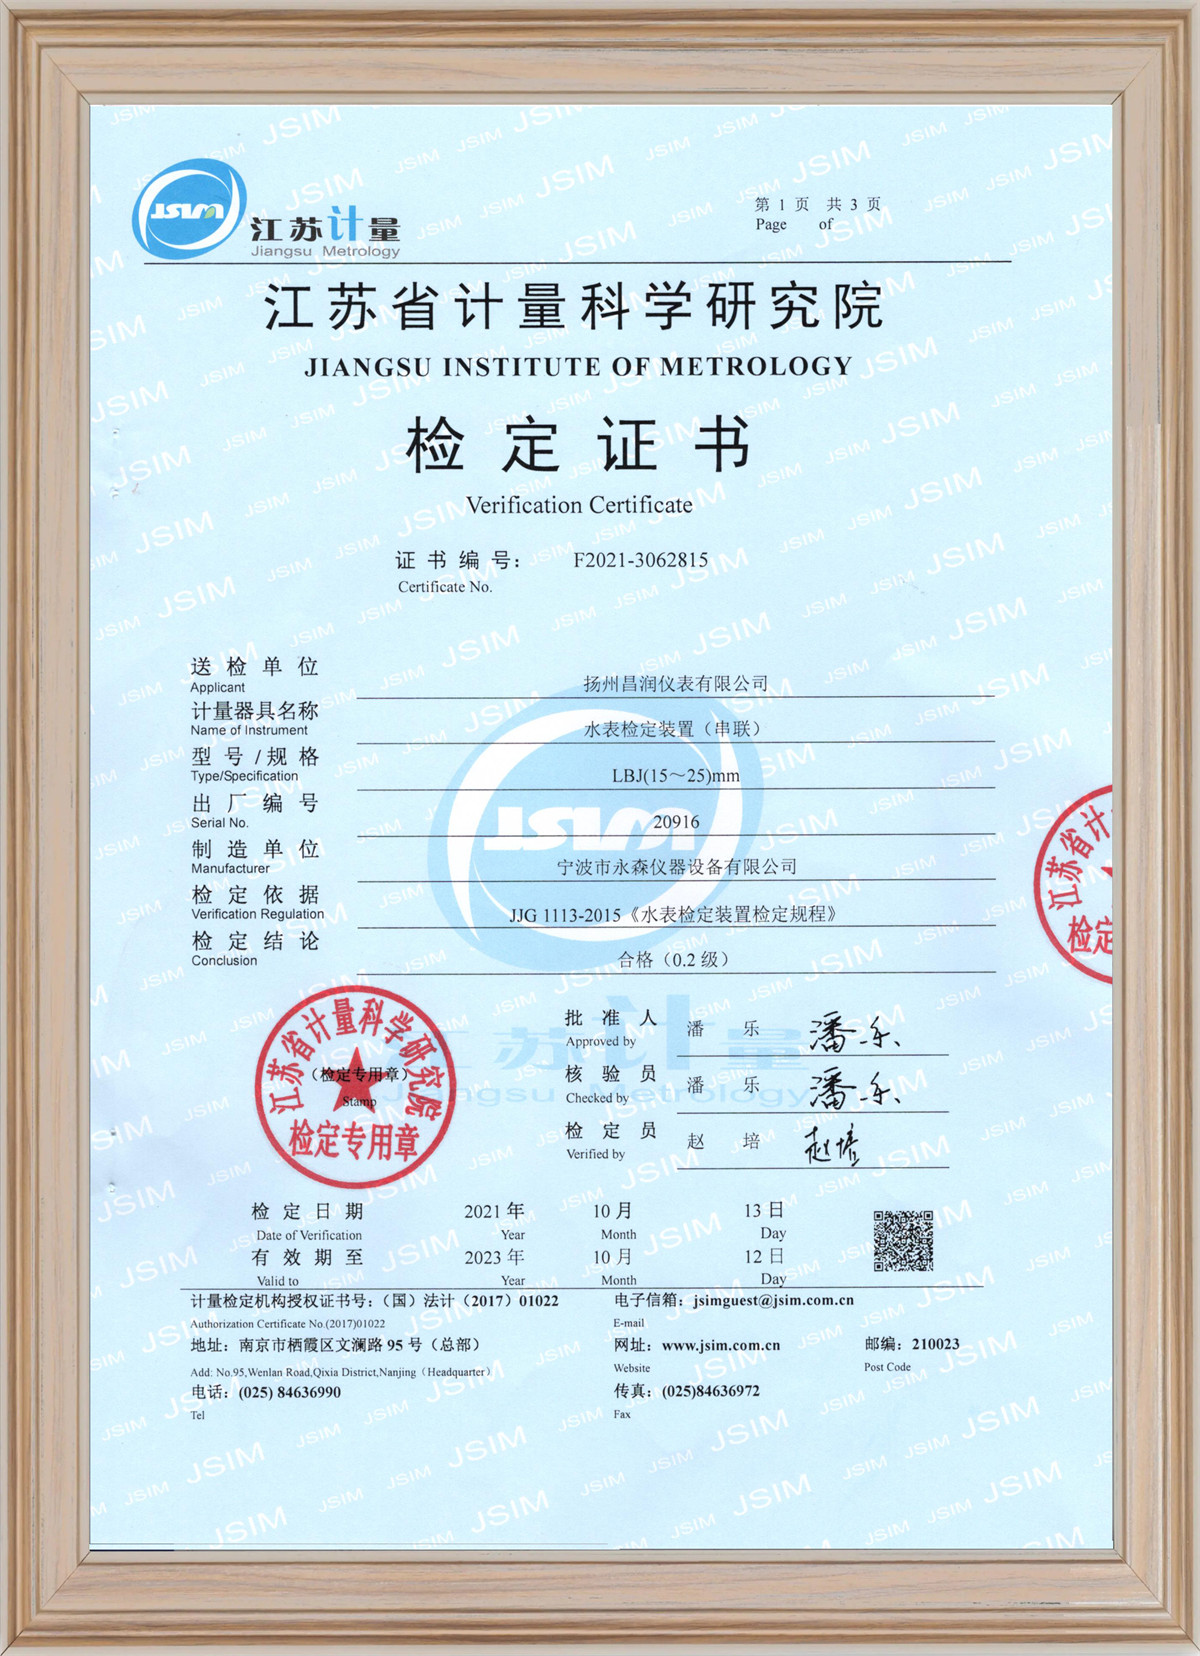 JSIM
江苏计量
Jiangsu Metrology
第 1 页 共 3 页
Page of
江苏省计量科学研究院
JIANGSU INSTITUTE OF METROLOGY
检定证书
Verification Certificate
证书编号： F2021-3062815
Certificate No.
送检单位 扬州昌润仪表有限公司
Applicant
计量器具名称 水表检定装置（串联）
Name of Instrument
型号/规格 LBJ(15～25)mm
Type/Specification
出厂编号 20916
Serial No.
制造单位 宁波市永森仪器设备有限公司
Manufacturer
检定依据 JJG 1113-2015《水表检定装置检定规程》
Verification Regulation
检定结论 合格（0.2 级）
Conclusion
江苏省计量科学研究院
（检定专用章）
Stamp
检定专用章
江苏省计
检定
批准人 潘乐 潘乐
Approved by
核验员 潘乐 潘乐
Checked by
检定员 赵培 赵培
Verified by
检定日期 2021 年 10 月 13 日
Date of Verification Year Month Day
有效期至 2023 年 10 月 12 日
Valid to Year Month Day
计量检定机构授权证书号：（国）法计（2017）01022 电子信箱：jsimguest@jsim.com.cn
Authorization Certificate No.(2017)01022 E-mail
地址：南京市栖霞区文澜路 95 号（总部） 网址：www.jsim.com.cn 邮编：210023
Add: No.95,Wenlan Road,Qixia District,Nanjing（Headquarter） Website Post Code
电话：(025) 84636990 传真：(025)84636972
Tel Fax